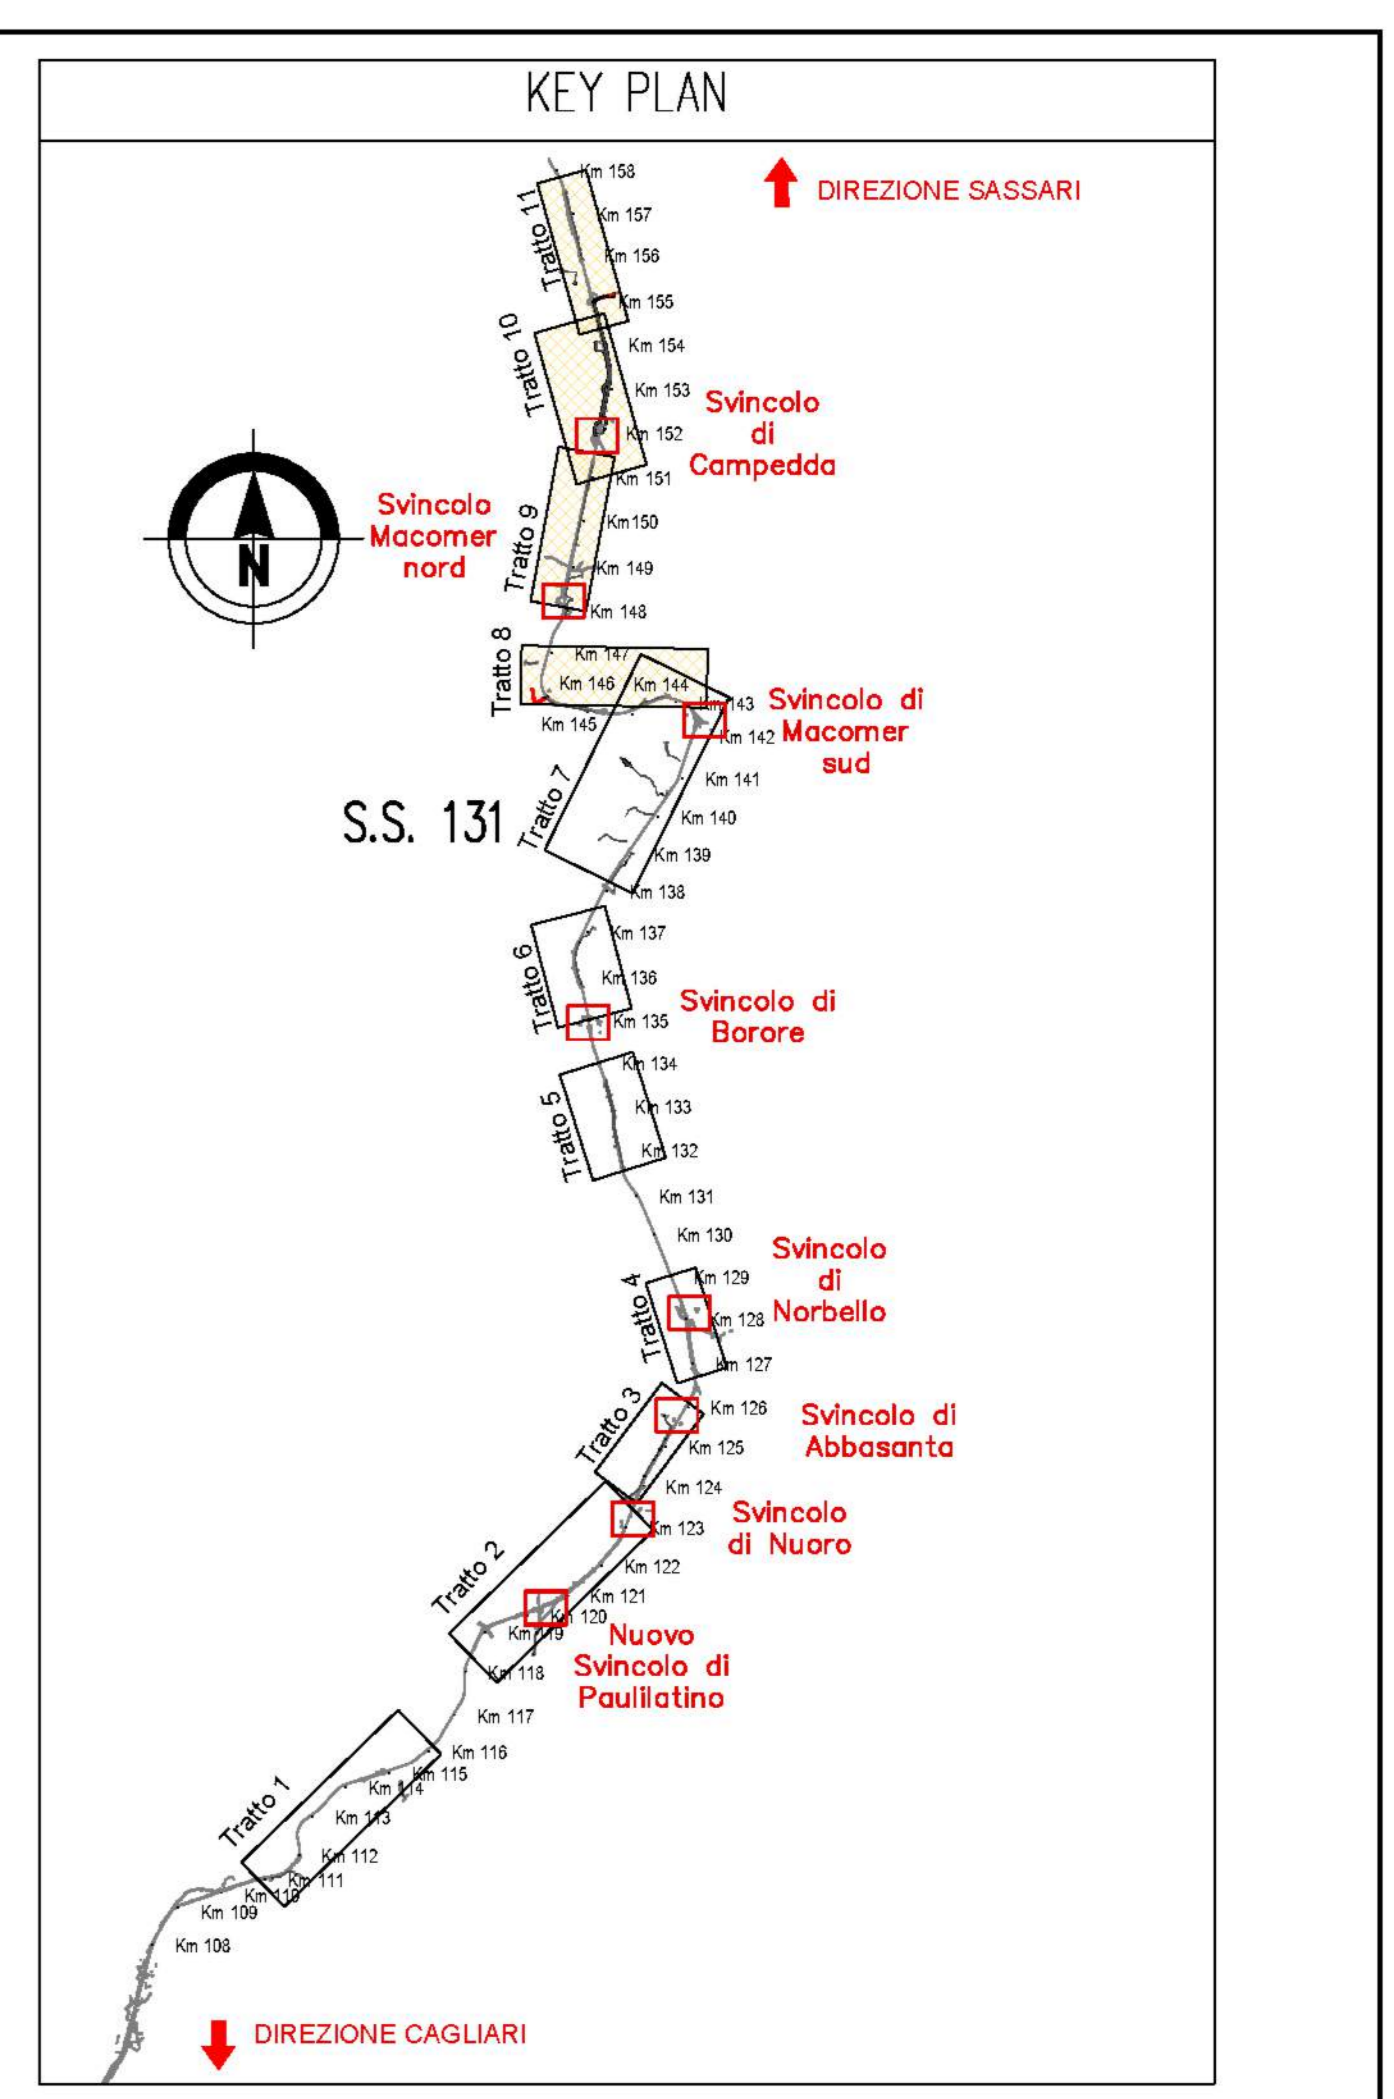 KEY PLAN
DIREZIONE SASSARI
Km 158
Km 157
Tratto 11
Km 156
Km 155
Km 154
Tratto 10
Km 153
Svincolo
di
Campedda
Km 152
Km 151
Svincolo
Macomer
nord
N
Km150
Tratto 9
Km 149
Km 148
Tratto 8
Km 147
Km 146
Km 144
Km 143
Km 145
Km 142
Svincolo di
Macomer
sud
Km 141
Tratto 7
S.S. 131
Km 140
Km 139
Km 138
Km 137
Tratto 6
Km 136
Km 135
Svincolo di
Borore
Km 134
Km 133
Tratto 5
Km 132
Km 131
Km 130
Svincolo
di
Norbello
Km 129
Tratto 4
Km 128
Km 127
Km 126
Tratto 3
Svincolo di
Abbasanta
Km 125
Km 124
Km 123
Svincolo
di Nuoro
Km 122
Tratto 2
Km 121
Km 120
Km 119
Nuovo
Svincolo di
Paulilatino
Km 118
Km 117
Km 116
Km 115
Km 114
Tratto 1
Km 113
Km 112
Km 111
Km 110
Km 109
Km 108
DIREZIONE CAGLIARI